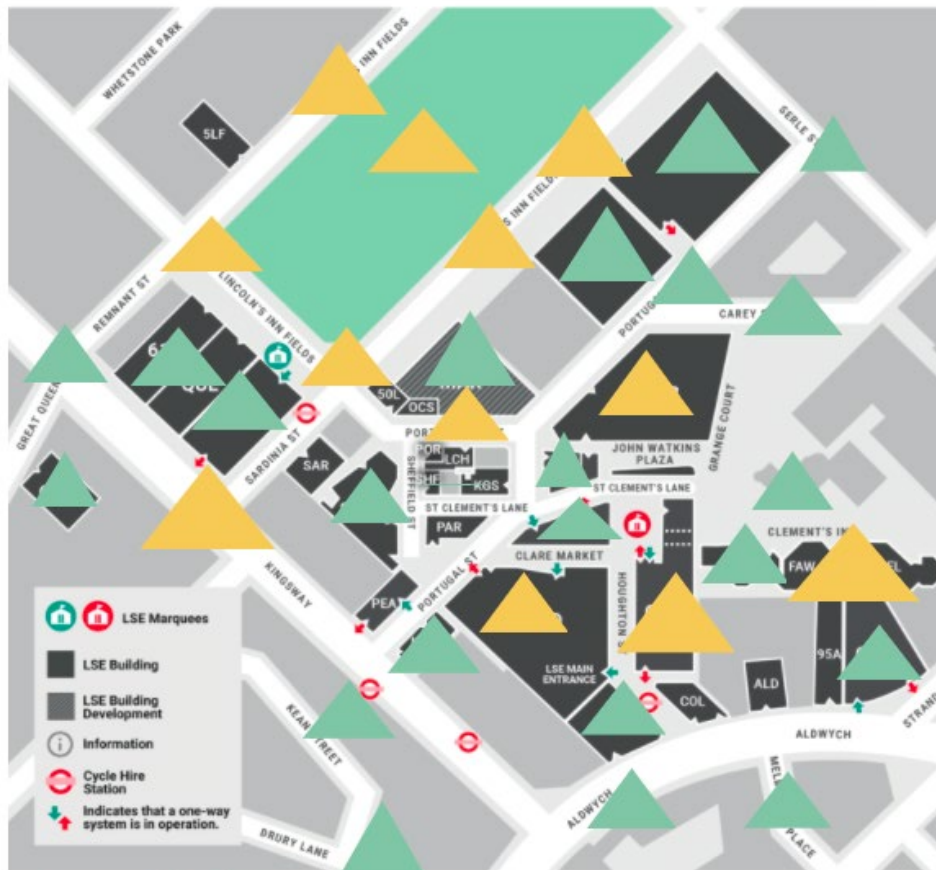 WHETSTONE PARK
INN FIELDS
5LF
SERLE
INN FIELDS
REMNANT ST
LINCOLN'S INN FIELDS
CAREY
GREAT QUEEN
SARDINIA ST
50L
OCS
GRANGE COURT
JOHN WATKINS
PLAZA
SAR
POR
LCH
SHF
KGS
SHEFFIELD ST
ST CLEMENT'S LANE
ST CLEMENT'S LANE
PAR
CLARE MARKET
CLEMENT'S IN
FAW
KINGSWAY
PORTUGAL ST
PEA
HOUGHTON S
LSE MAIN
ENTRANCE
95A
ALD
COL
STRAND
ALDWYCH
ALDWYCH
KEAN STREET
DRURY LANE
PLACE
LSE Marquees
LSE Building
LSE Building
Development
Information
Cycle Hire
Station
Indicates that a one-way
system is in operation.